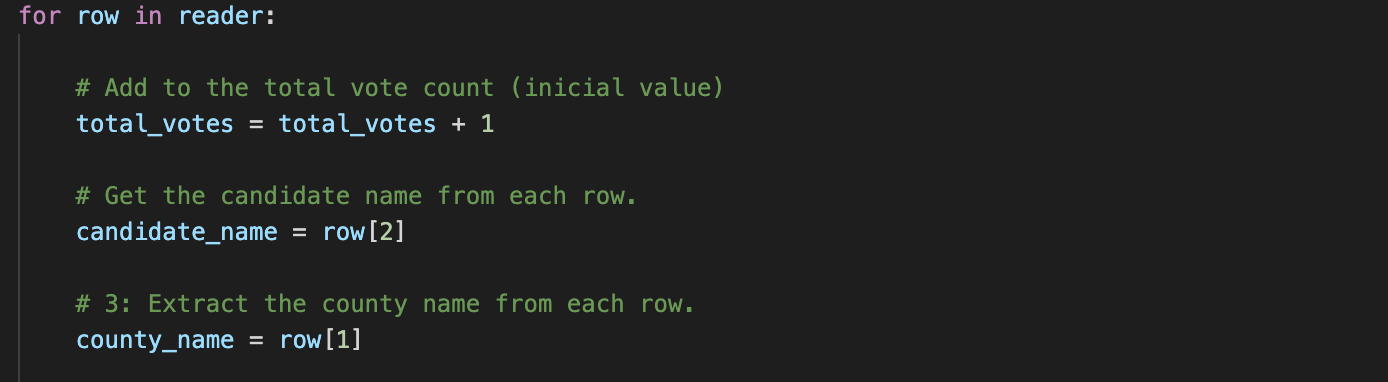 for row in reader:
# Add to the total vote count (inicial value)
total_votes = total_votes + 1
# Get the candidate name from each row.
candidate_name = row[2]
# 3: Extract the county name from each row.
county_name = row[1]